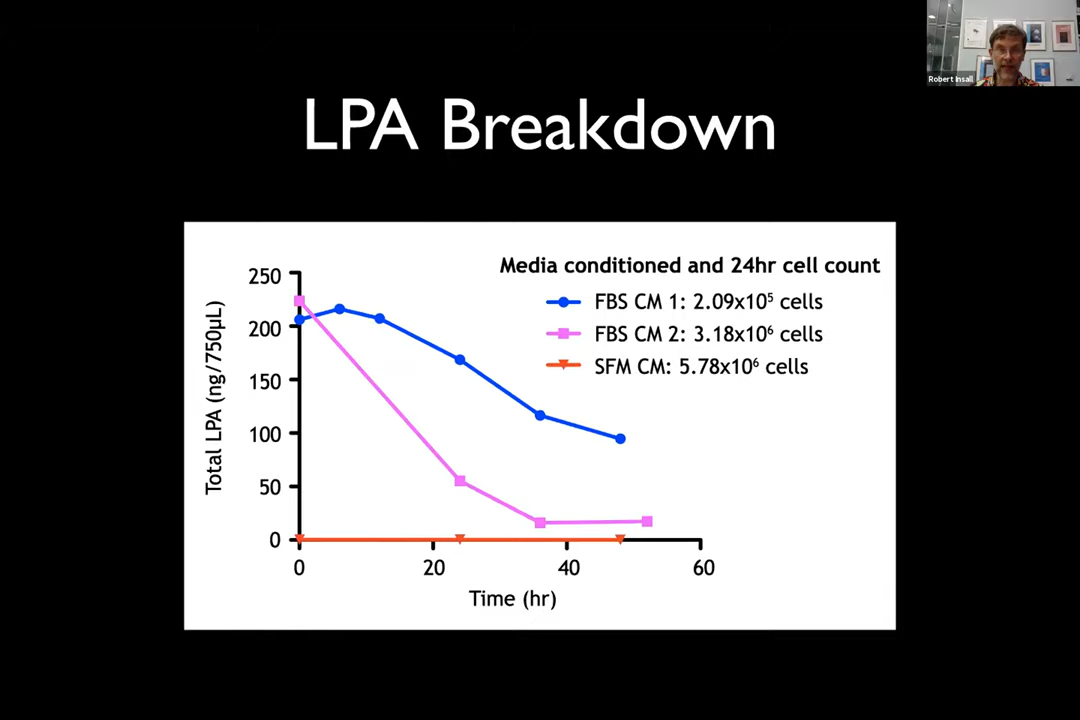 Robert Insall
LPA Breakdown
Media conditioned and 24hr cell count
FBS CM 1: 2.09x10⁵ cells
FBS CM 2: 3.18x10⁶ cells
SFM CM: 5.78x10⁶ cells
Total LPA (ng/750µL)
250
200
150
100
50
0
0 20 40 60
Time (hr)